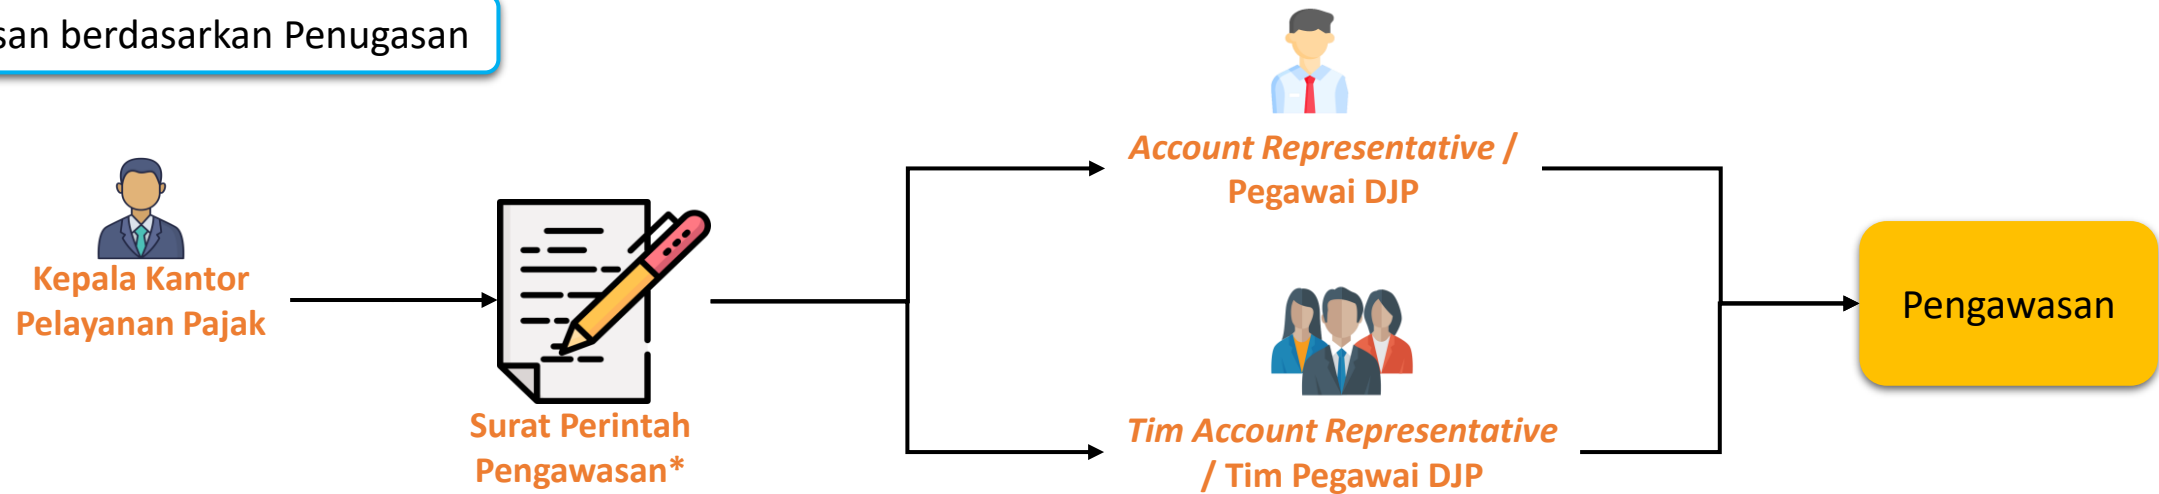 san berdasarkan Penugasan
Kepala Kantor
Pelayanan Pajak
Surat Perintah
Pengawasan*
Account Representative /
Pegawai DJP
Tim Account Representative
/ Tim Pegawai DJP
Pengawasan